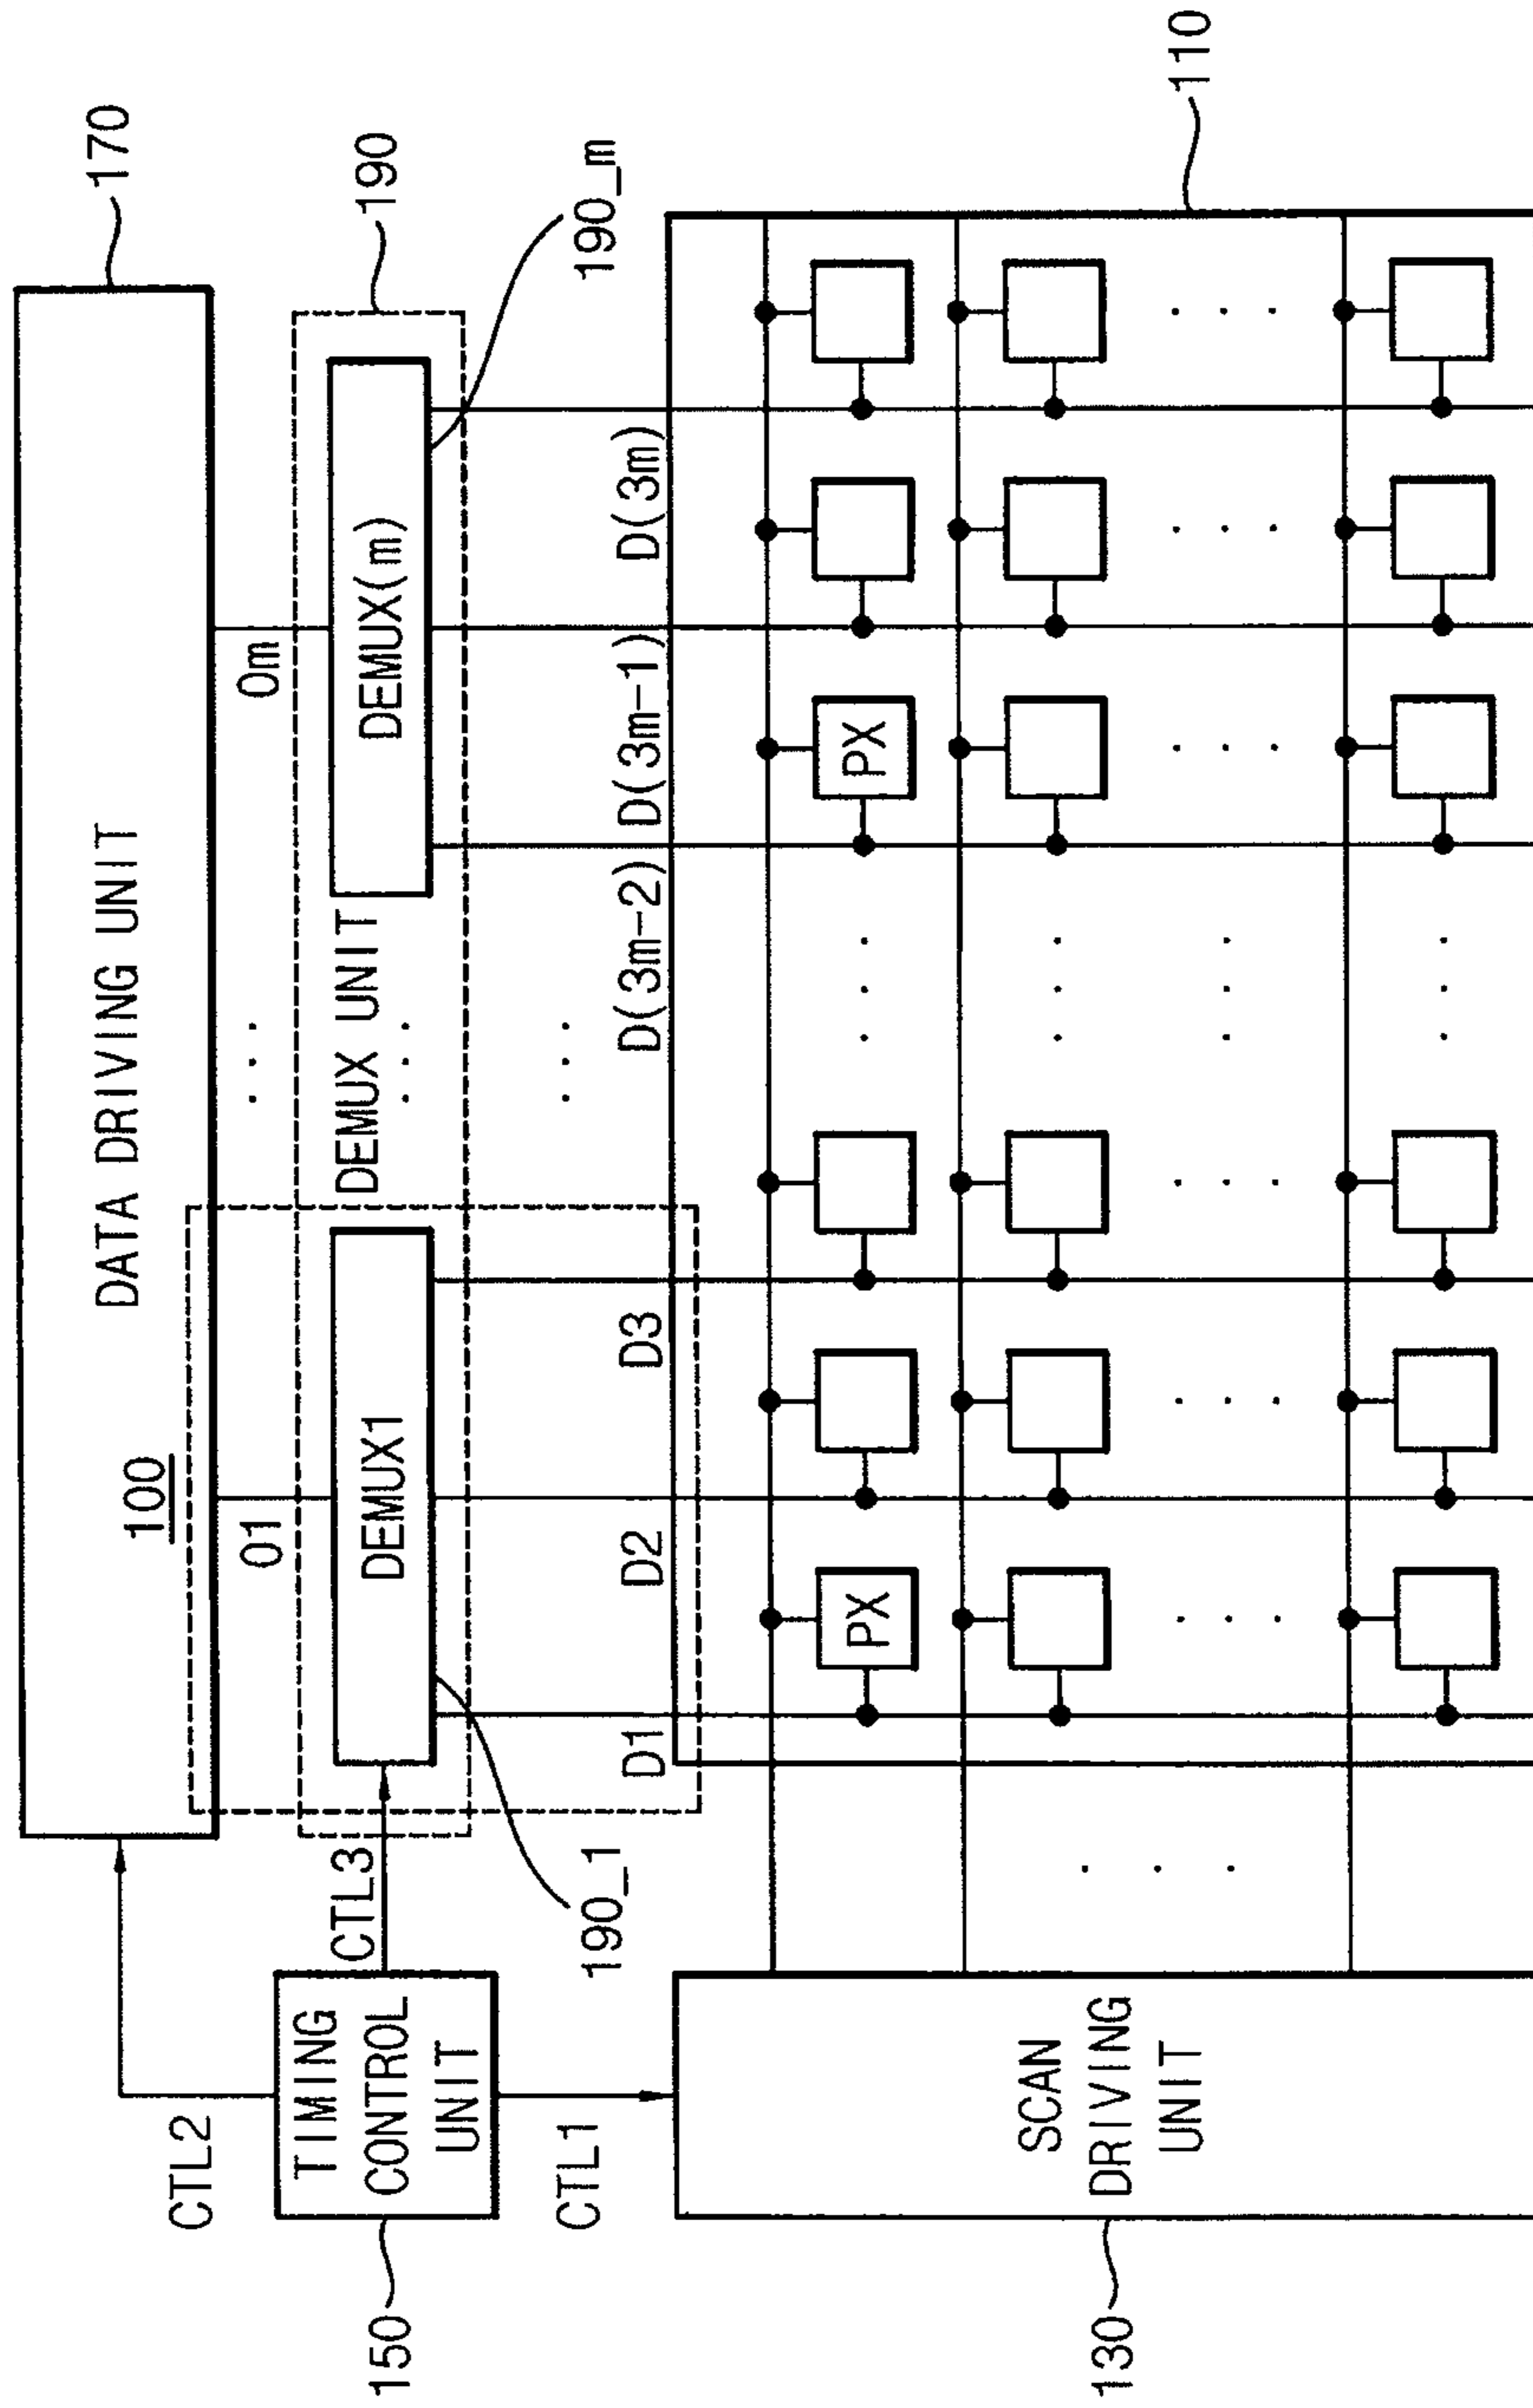 170
DATA DRIVING UNIT
100
CTL2
01
0m
190
150
TIMING
CONTROL
UNIT
CTL3
DEMUX1
DEMUX UNIT
DEMUX(m)
CTL1
190_1
190_m
D1
D2
D3
D(3m-2)
D(3m-1)
D(3m)
PX
PX
130
SCAN
DRIVING
UNIT
110